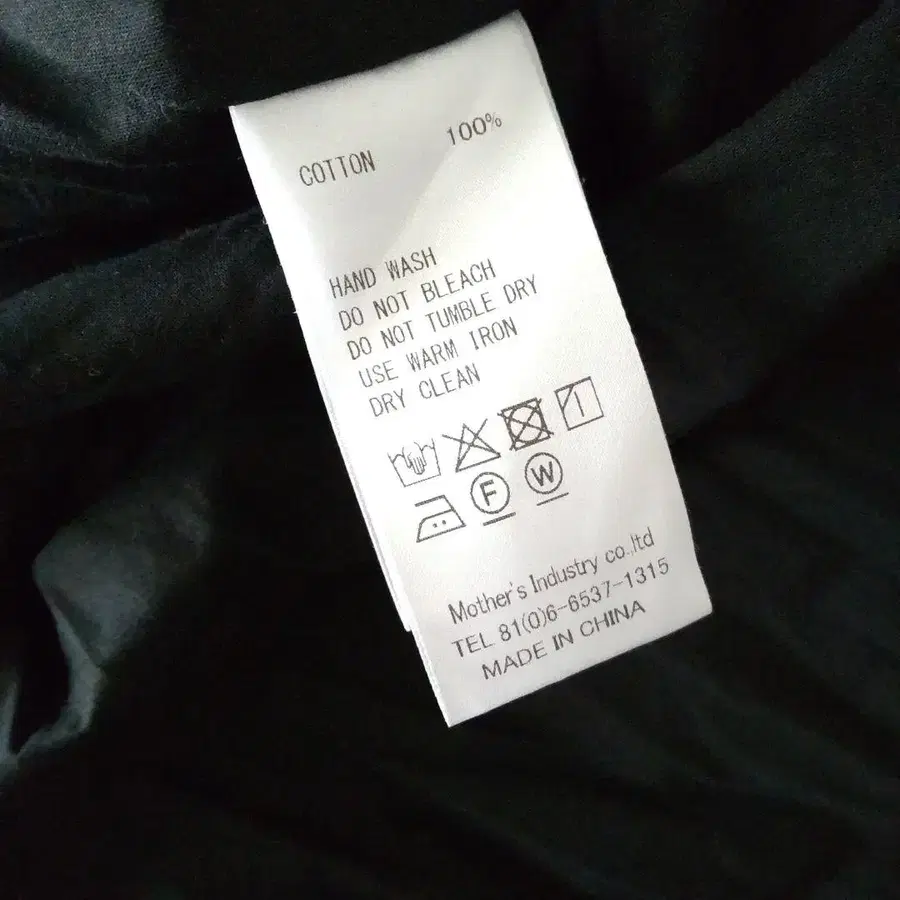 COTTON 100%
HAND WASH
DO NOT BLEACH
DO NOT TUMBLE DRY
USE WARM IRON
DRY CLEAN
F W
Mother's Industry co.,ltd
TEL 81(0)6-6537-1315
MADE IN CHINA